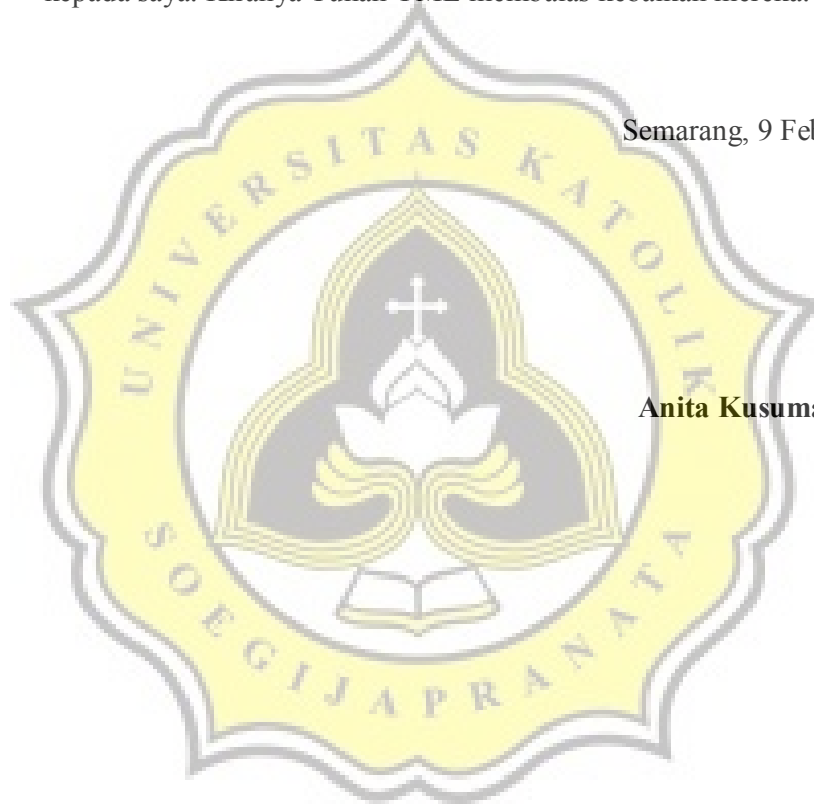 kepada saya. Kiranya Tuhan YME membalas kebaikan mereka.
Semarang, 9 Feb
Anita Kusuma
UNIVERSITAS KATOLIK
SOEGIJAPRANATA